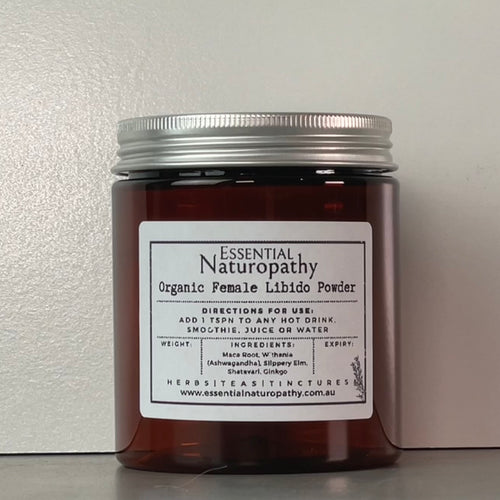 ESSENTIAL
Naturopathy
Organic Female Libido Powder
DIRECTIONS FOR USE:
ADD 1 TSPN TO ANY HOT DRINK,
SMOOTHIE, JUICE OR WATER
WEIGHT:
INGREDIENTS:
Maca Root, Withania
(Ashwagandha), Slippery Elm,
Shatavari, Ginkgo
EXPIRY:
HERBS|TEAS|TINCTURES
www.essentialnaturopathy.com.au